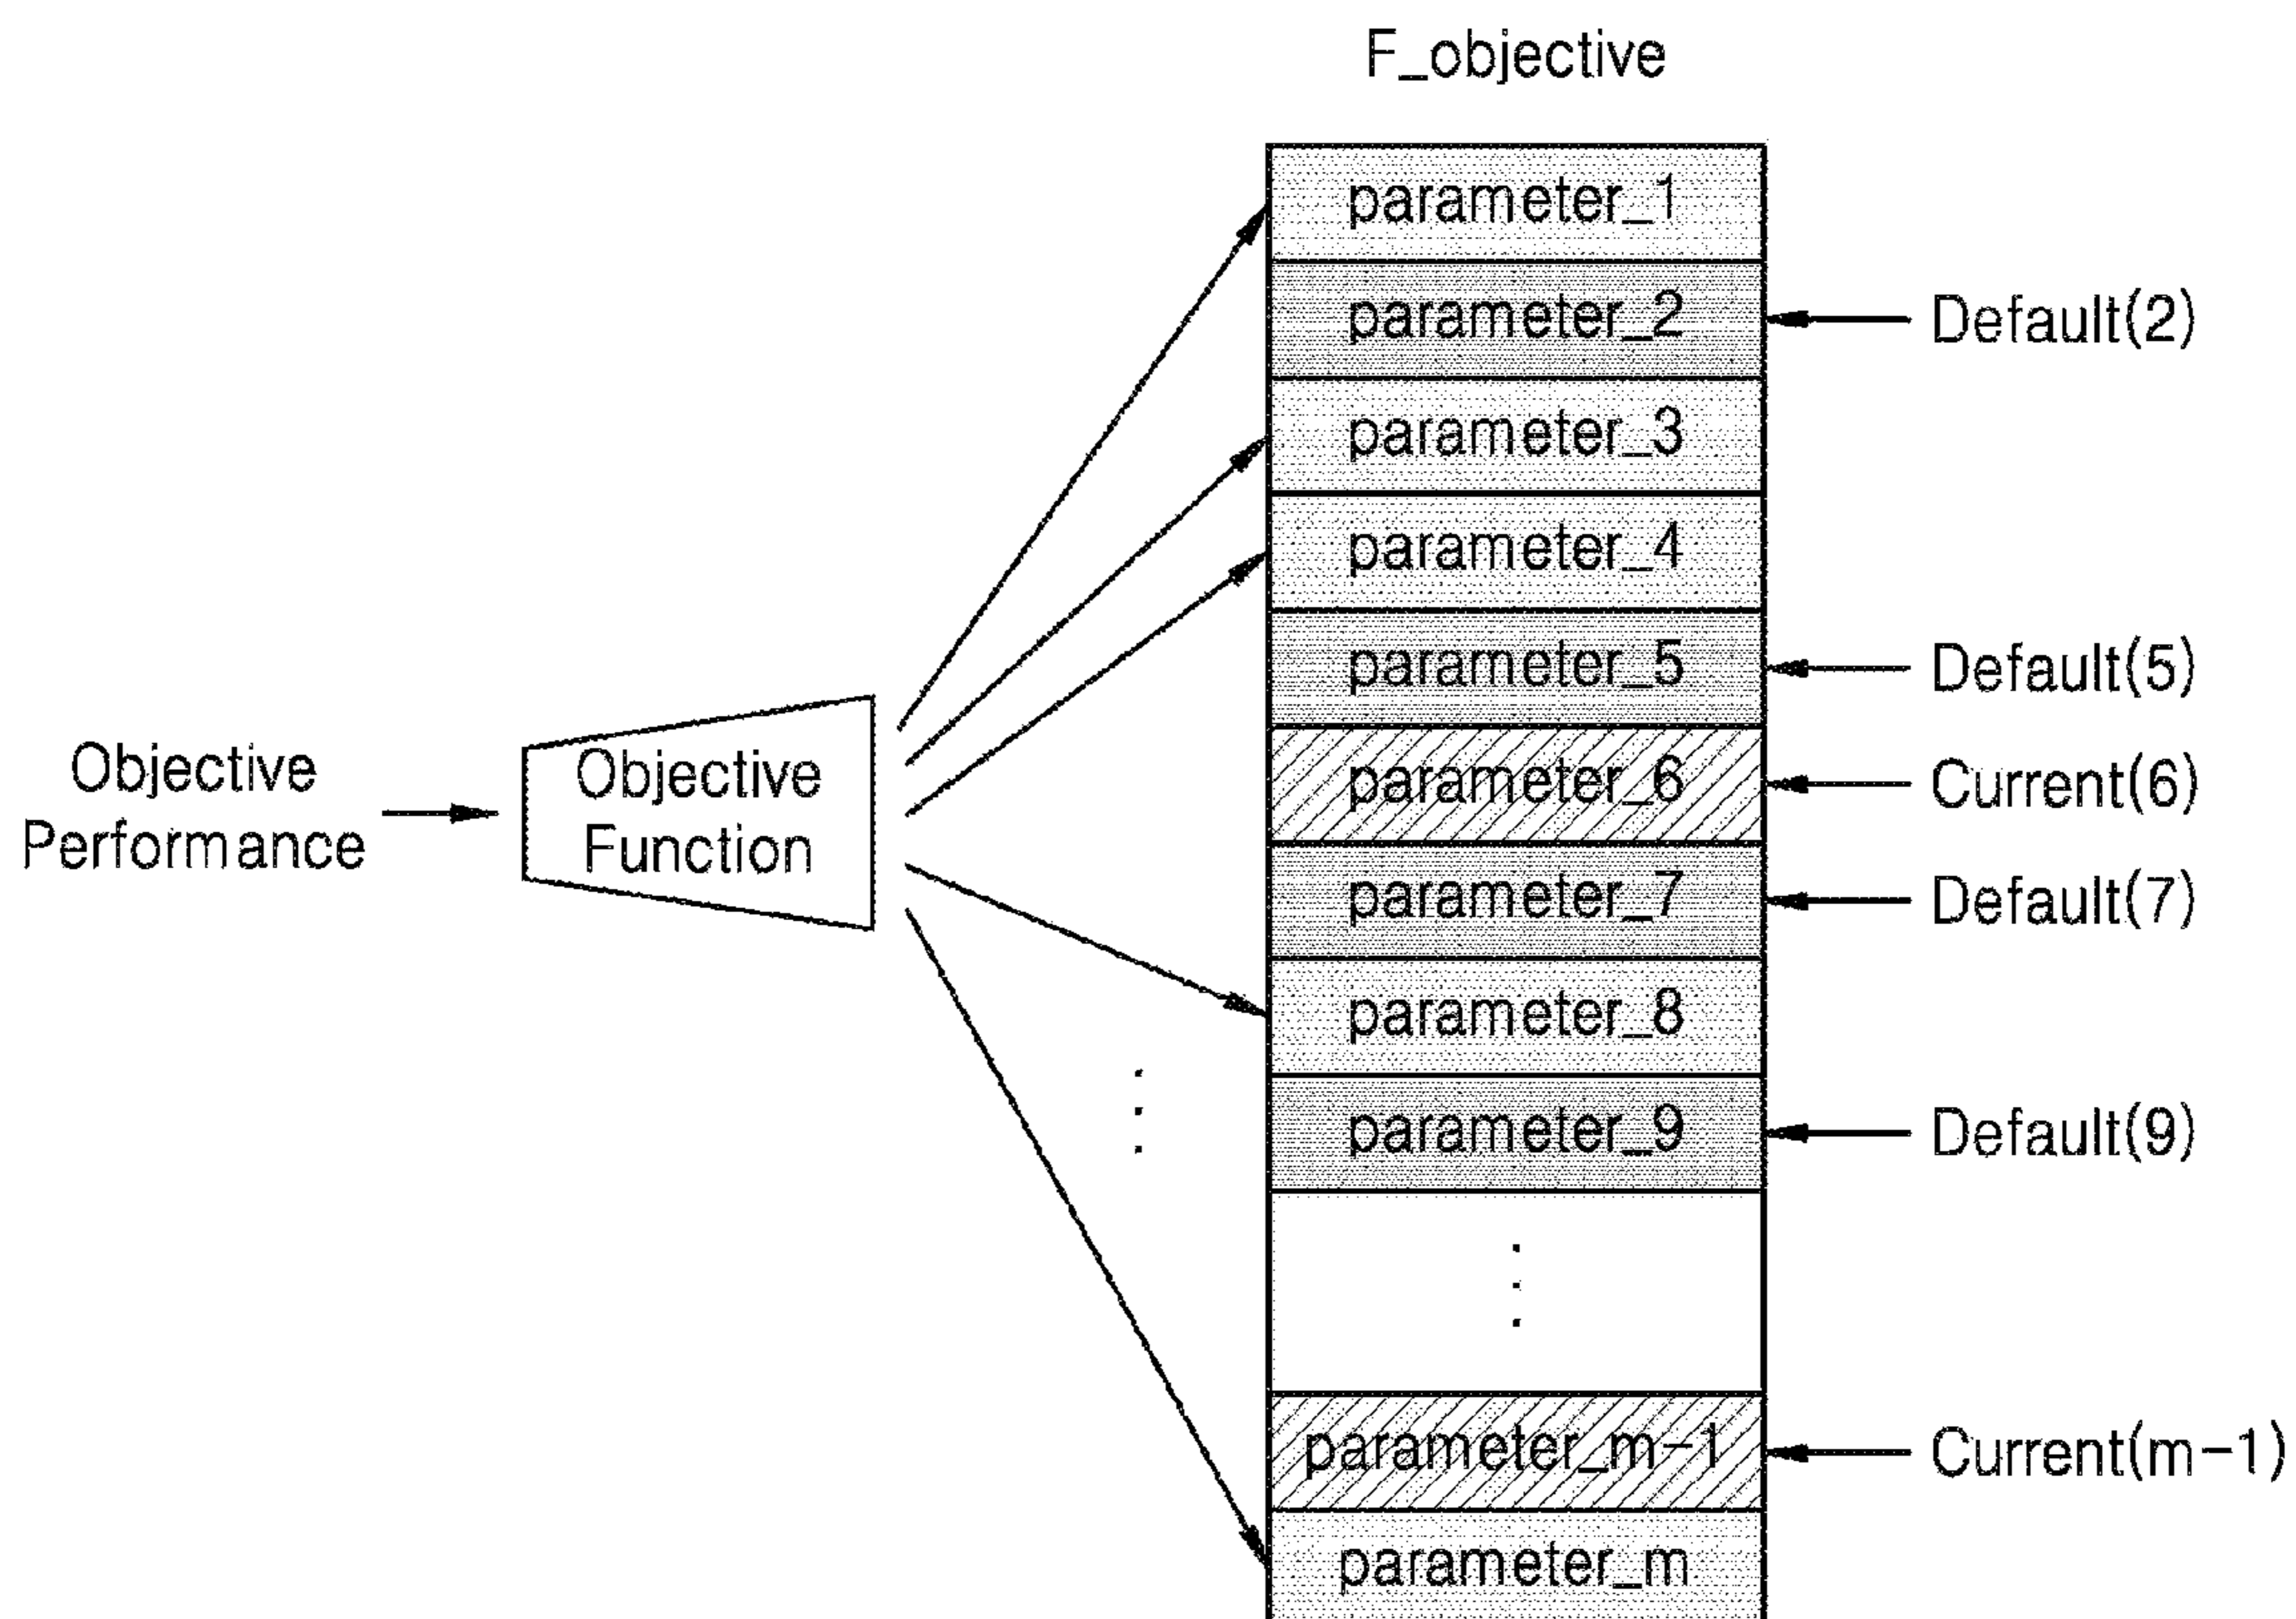 F_objective
parameter_1
parameter_2
Default(2)
parameter_3
parameter_4
parameter_5
Default(5)
Objective
Performance
Objective
Function
parameter_6
Current(6)
parameter_7
Default(7)
parameter_8
parameter_9
Default(9)
parameter_m-1
Current(m-1)
parameter_m